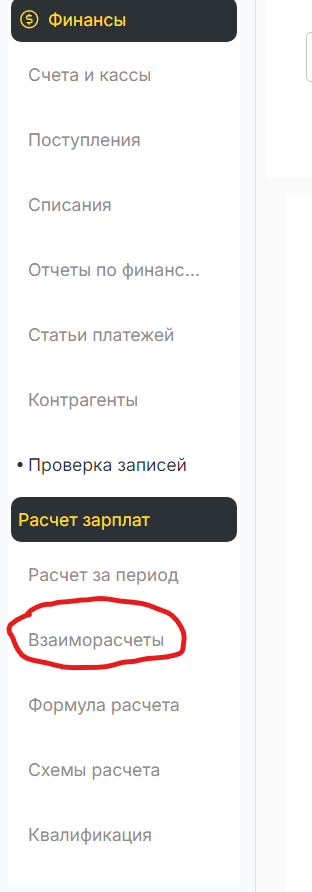 Финансы
Счета и кассы
Поступления
Списания
Отчеты по финанс...
Статьи платежей
Контрагенты
• Проверка записей
Расчет зарплат
Расчет за период
Взаиморасчеты
Формула расчета
Схемы расчета
Квалификация